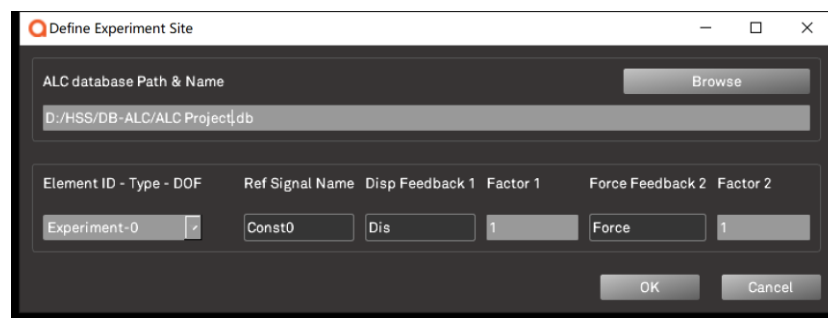 Define Experiment Site
ALC database Path & Name
Browse
D:/HSS/DB-ALC/ALC Project.db
Element ID - Type - DOF Ref Signal Name Disp Feedback 1 Factor 1 Force Feedback 2 Factor 2
Experiment-0 Const0 Dis 1 Force 1
OK Cancel